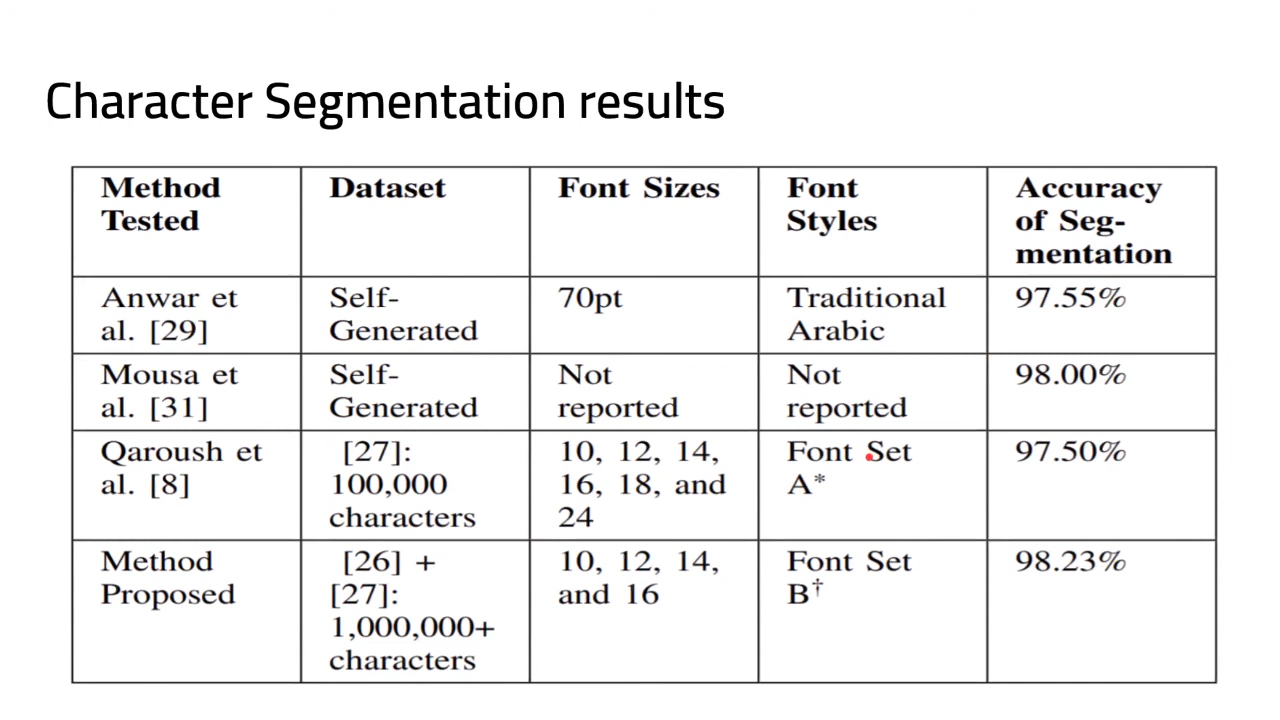 Character Segmentation results
Method
Tested
Dataset
Font Sizes
Font
Styles
Accuracy
of Seg-
mentation
Anwar et
al. [29]
Self-
Generated
70pt
Traditional
Arabic
97.55%
Mousa et
al. [31]
Self-
Generated
Not
reported
Not
reported
98.00%
Qaroush et
al. [8]
[27]:
100,000
characters
10, 12, 14,
16, 18, and
24
Font Set
A*
97.50%
Method
Proposed
[26] +
[27]:
1,000,000+
characters
10, 12, 14,
and 16
Font Set
B†
98.23%